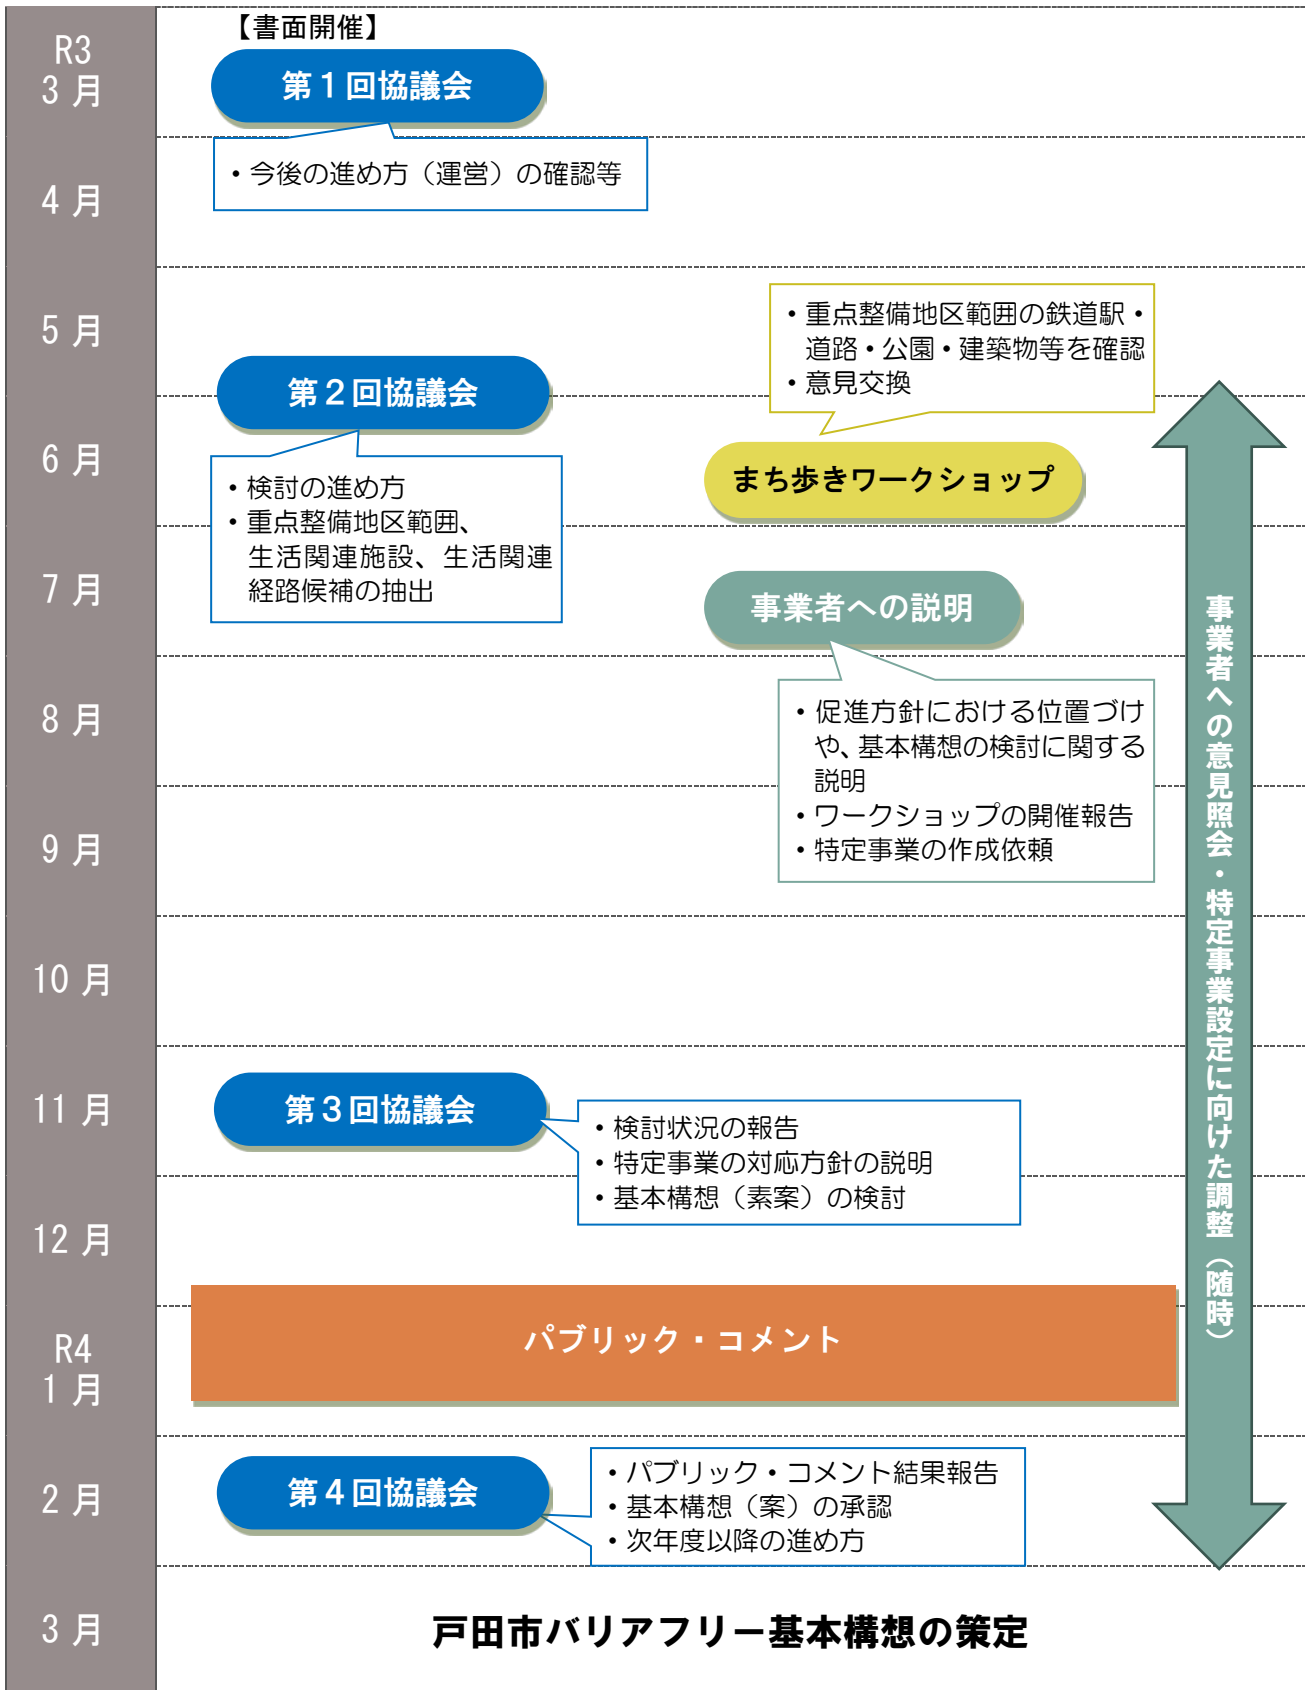 R3
3月
【書面開催】
第１回協議会
・今後の進め方（運営）の確認等
4月
5月
・重点整備地区範囲の鉄道駅・
道路・公園・建築物等を確認
・意見交換
第２回協議会
6月
・検討の進め方
・重点整備地区範囲、
生活関連施設、生活関連
経路候補の抽出
まち歩きワークショップ
7月
事業者への説明
8月
・促進方針における位置づけ
や、基本構想の検討に関する
説明
・ワークショップの開催報告
・特定事業の作成依頼
9月
事業者への意見照会・特定事業設定に向けた調整（随時）
10月
11月
第３回協議会
・検討状況の報告
・特定事業の対応方針の説明
・基本構想（素案）の検討
12月
パブリック・コメント
R4
1月
2月
第４回協議会
・パブリック・コメント結果報告
・基本構想（案）の承認
・次年度以降の進め方
3月
戸田市バリアフリー基本構想の策定